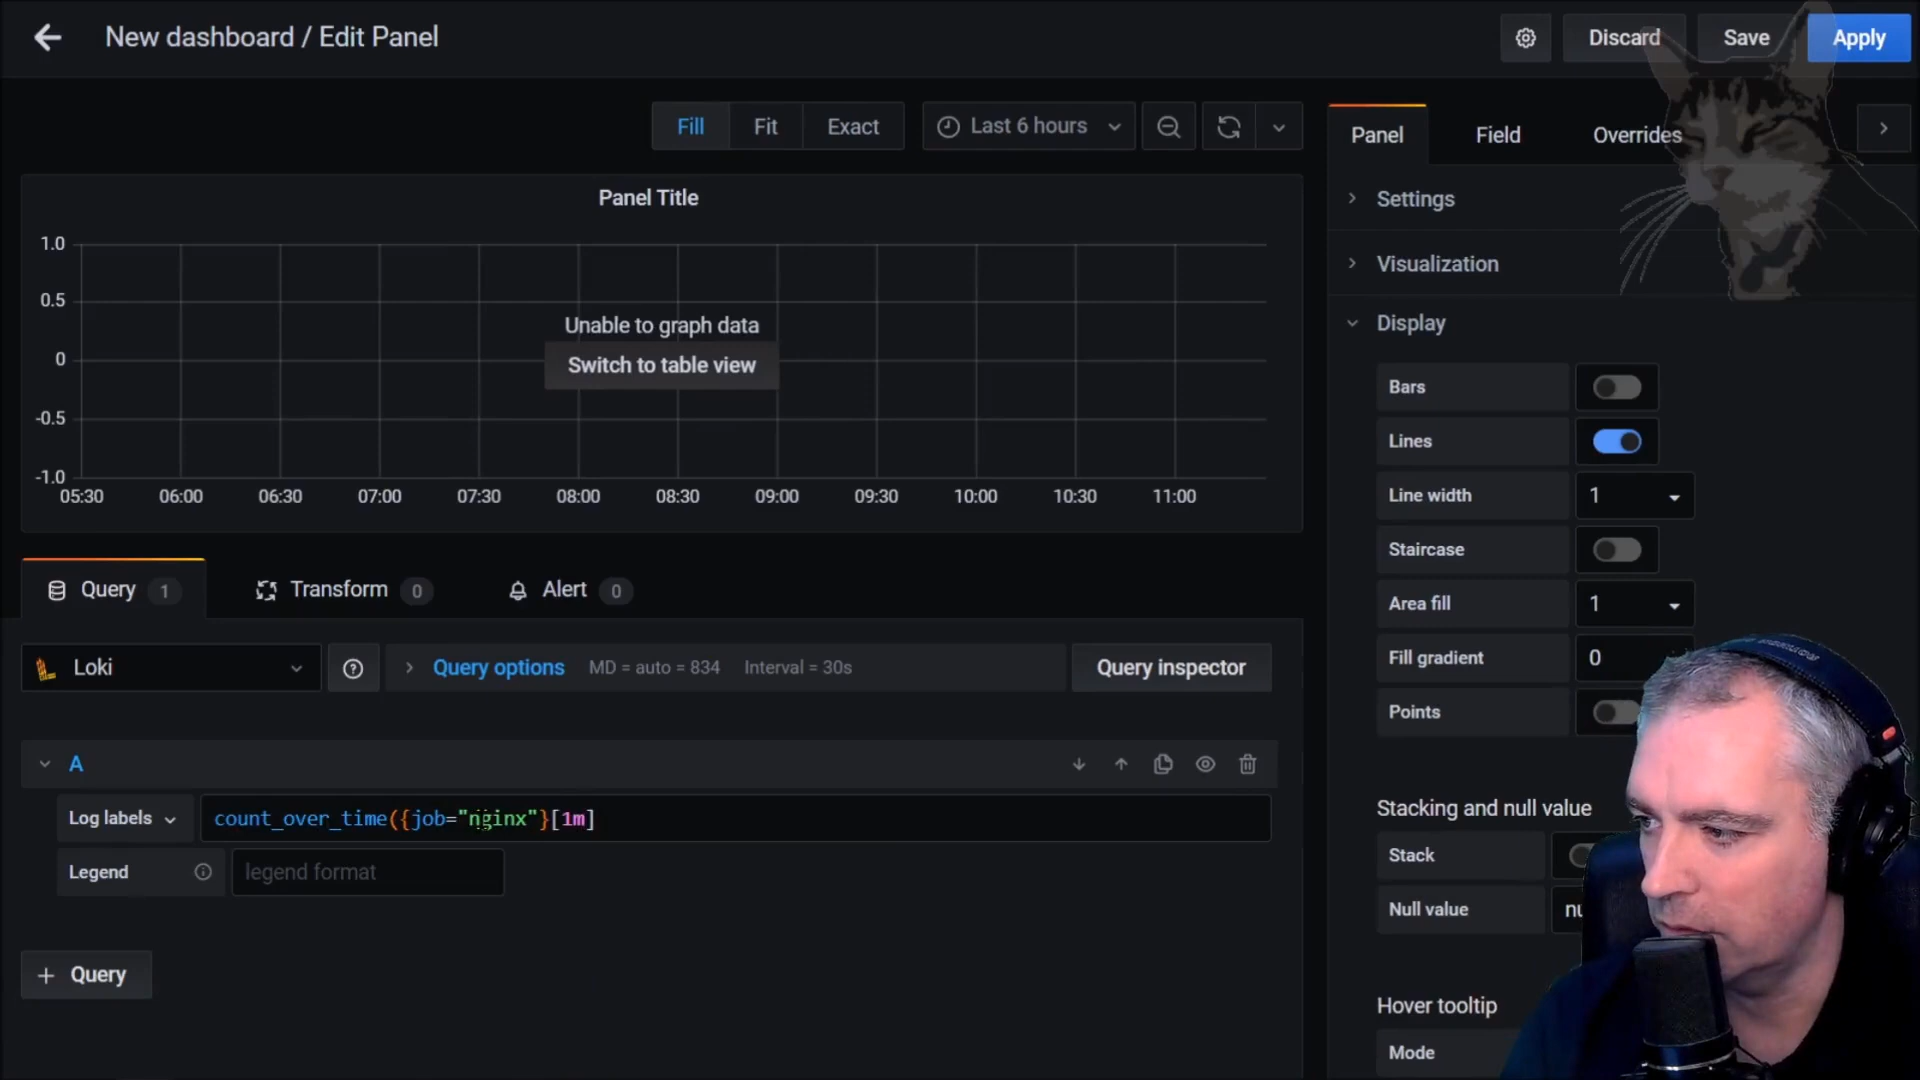 New dashboard / Edit Panel
Discard
Save
Apply
Fill
Fit
Exact
Last 6 hours
Panel
Field
Overrides
Panel Title
1.0
0.5
0
-0.5
-1.0
Unable to graph data
Switch to table view
05:30 06:00 06:30 07:00 07:30 08:00 08:30 09:00 09:30 10:00 10:30 11:00
Settings
Visualization
Display
Bars
Lines
Line width 1
Staircase
Area fill 1
Fill gradient 0
Points
Stacking and null value
Stack
Null value
Hover tooltip
Mode
Query 1
Transform 0
Alert 0
Loki
Query options MD = auto = 834 Interval = 30s
Query inspector
A
Log labels
count_over_time({job="nginx"}[1m]
Legend
legend format
+ Query